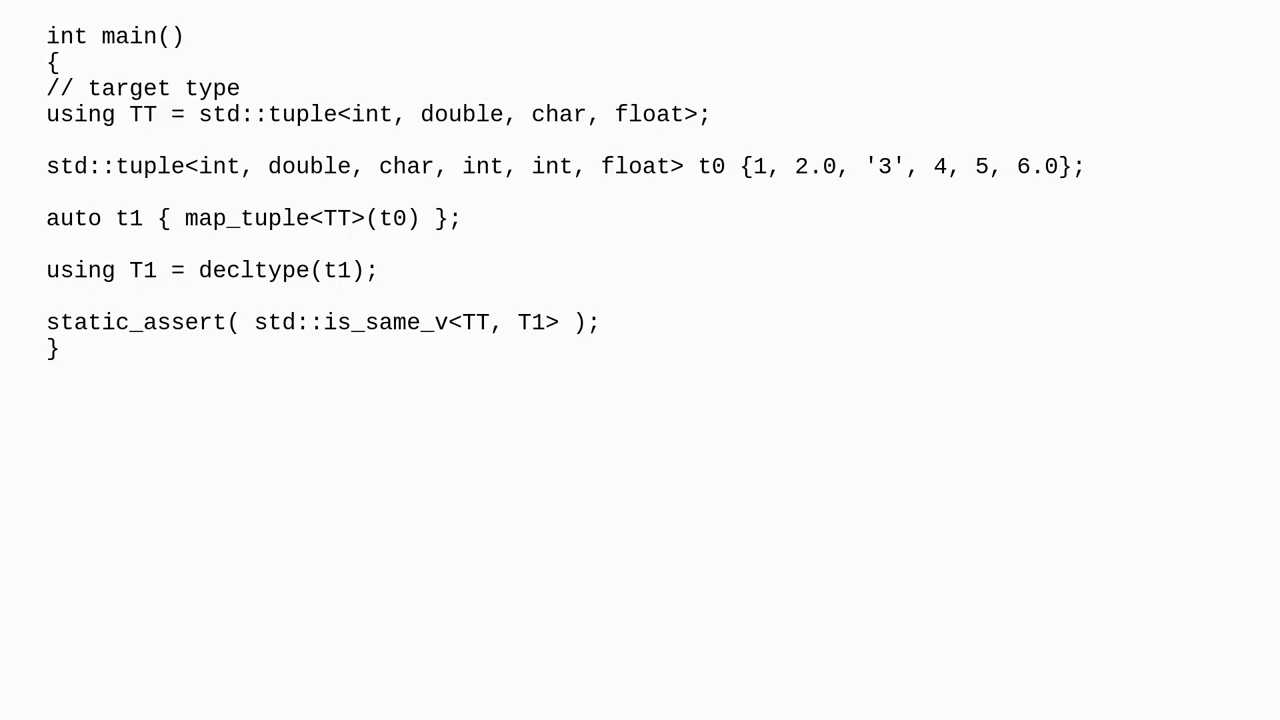 int main()
{
// target type
using TT = std::tuple<int, double, char, float>;
std::tuple<int, double, char, int, int, float> t0 {1, 2.0, '3', 4, 5, 6.0};
auto t1 { map_tuple<TT>(t0) };
using T1 = decltype(t1);
static_assert( std::is_same_v<TT, T1> );
}